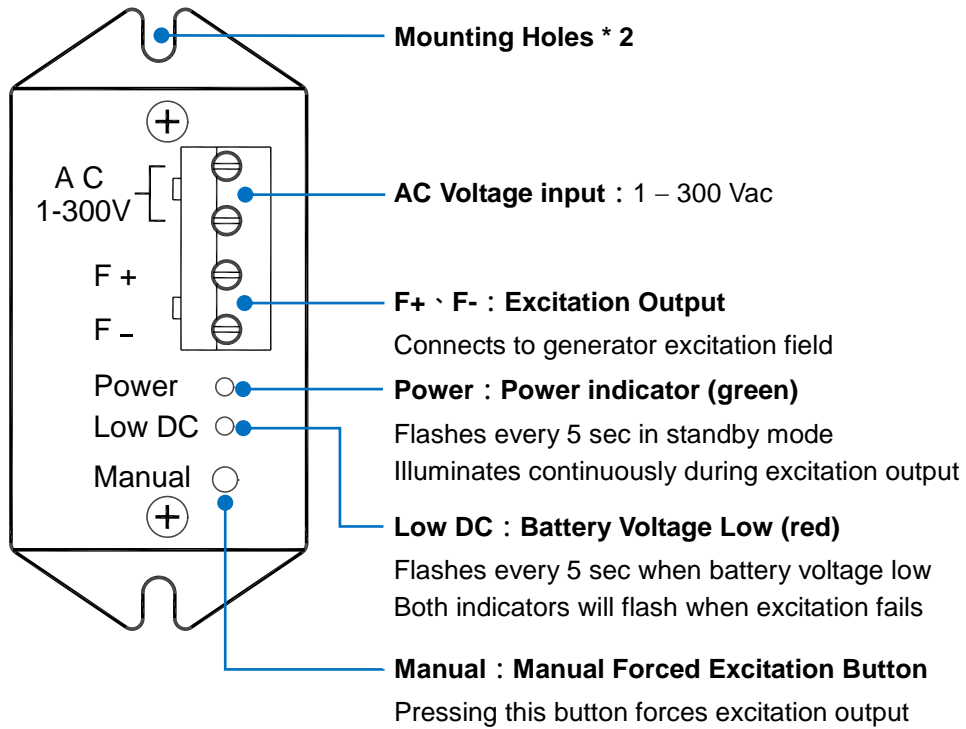 Mounting Holes * 2
A C
1-300V
AC Voltage input：1 – 300 Vac
F +
F –
F+、F-：Excitation Output
Connects to generator excitation field
Power
Power：Power indicator (green)
Low DC
Flashes every 5 sec in standby mode
Illuminates continuously during excitation output
Manual
Low DC：Battery Voltage Low (red)
Flashes every 5 sec when battery voltage low
Both indicators will flash when excitation fails
Manual：Manual Forced Excitation Button
Pressing this button forces excitation output